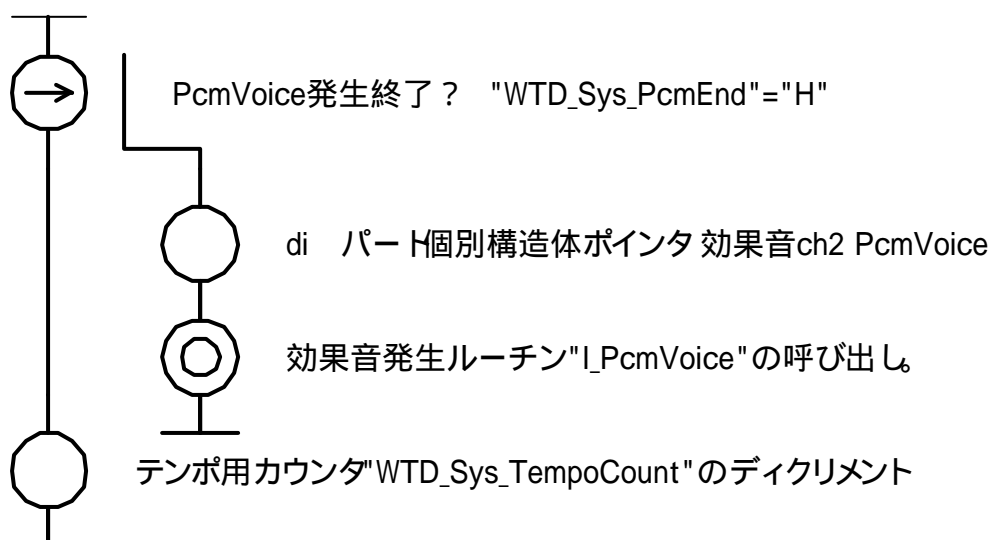 PcmVoice発生終了？ "WTD_Sys_PcmEnd"="H"
di パート個別構造体ポインタ 効果音ch2 PcmVoice
効果音発生ルーチン"I_PcmVoice"の呼び出し。
テンポ用カウンタ"WTD_Sys_TempoCount"のディクリメント